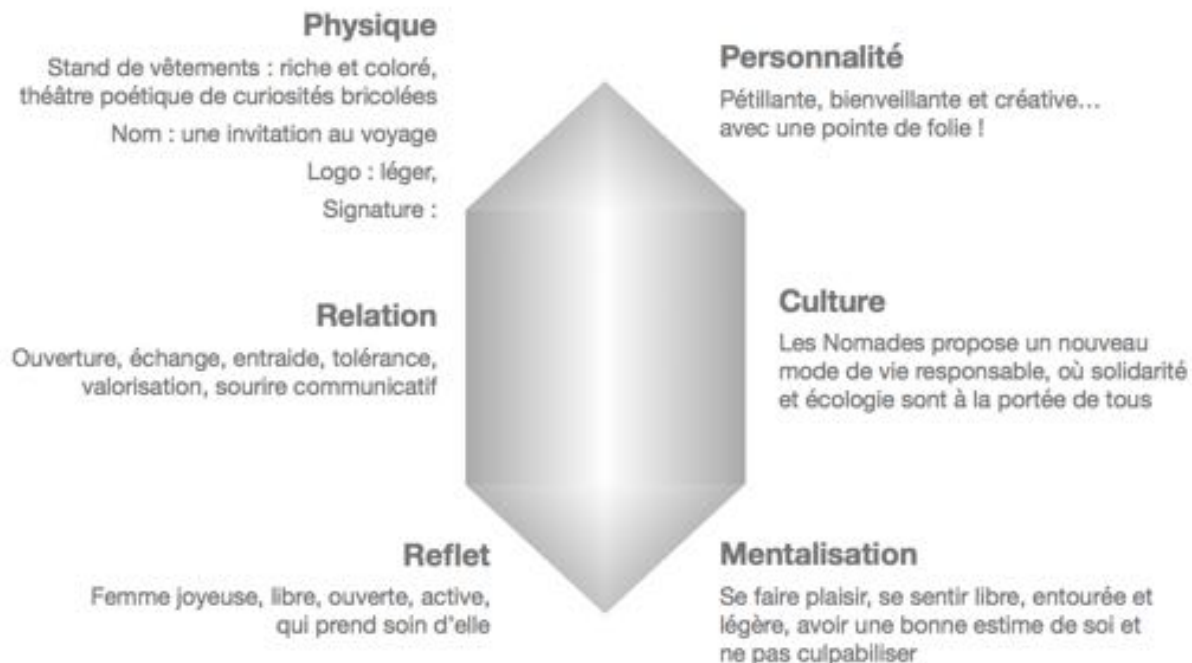 Physique
Stand de vêtements : riche et coloré,
théâtre poétique de curiosités bricolées
Nom : une invitation au voyage
Logo : léger,
Signature :
Personnalité
Pétillante, bienveillante et créative...
avec une pointe de folie !
Relation
Ouverture, échange, entraide, tolérance,
valorisation, sourire communicatif
Culture
Les Nomades propose un nouveau
mode de vie responsable, où solidarité
et écologie sont à la portée de tous
Reflet
Femme joyeuse, libre, ouverte, active,
qui prend soin d'elle
Mentalisation
Se faire plaisir, se sentir libre, entourée et
légère, avoir une bonne estime de soi et
ne pas culpabiliser